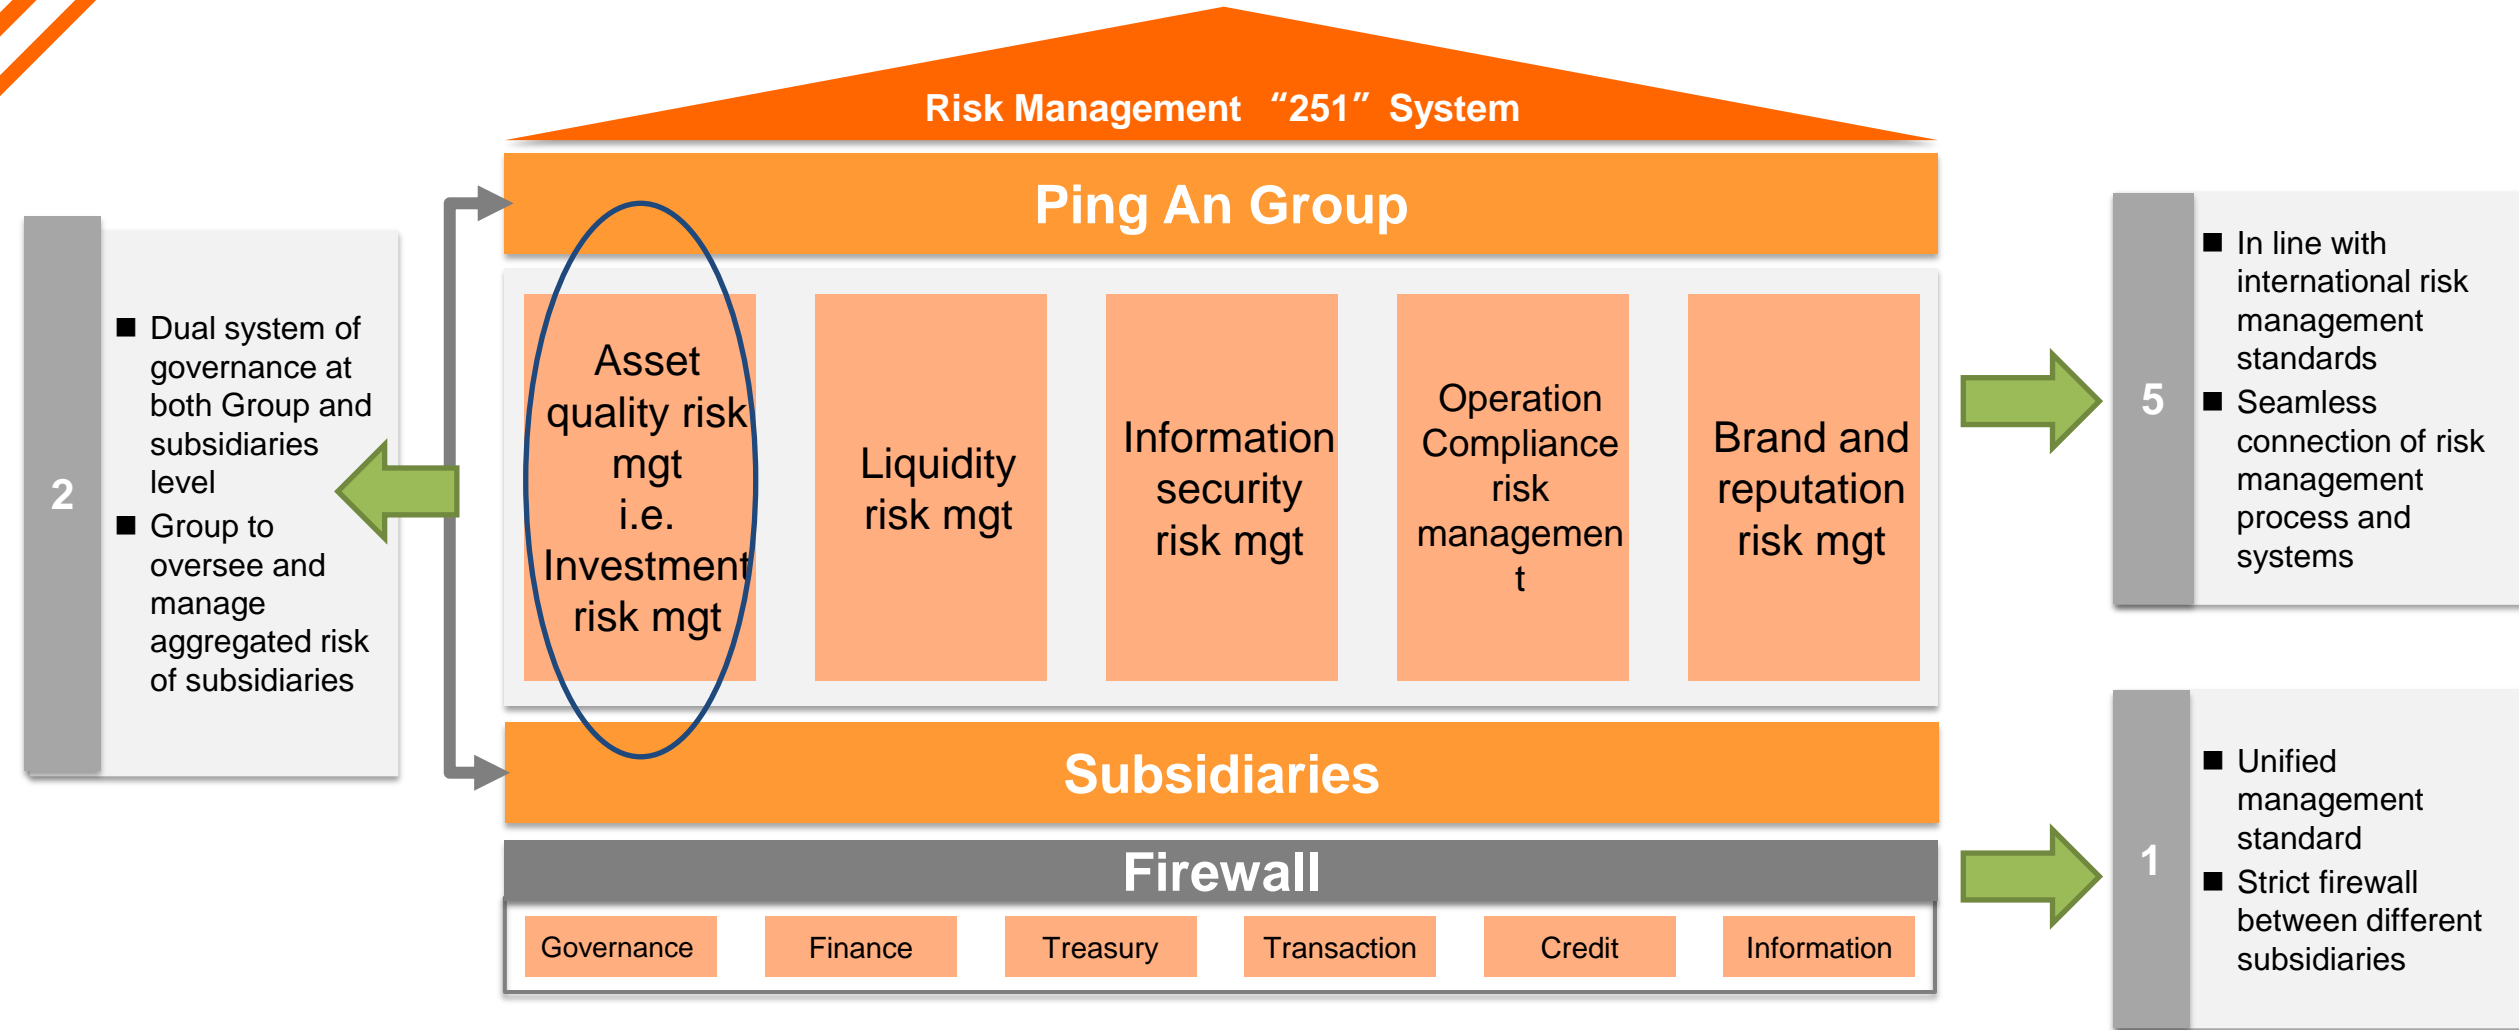 Risk Management “251” System
Ping An Group
2
■ Dual system of
governance at
both Group and
subsidiaries
level
■ Group to
oversee and
manage
aggregated risk
of subsidiaries
Asset
quality risk
mgt
i.e.
Investment
risk mgt
Liquidity
risk mgt
Information
security
risk mgt
Operation
Compliance
risk
managemen
t
Brand and
reputation
risk mgt
5
■ In line with
international risk
management
standards
■ Seamless
connection of risk
management
process and
systems
Subsidiaries
Firewall
Governance
Finance
Treasury
Transaction
Credit
Information
1
■ Unified
management
standard
■ Strict firewall
between different
subsidiaries